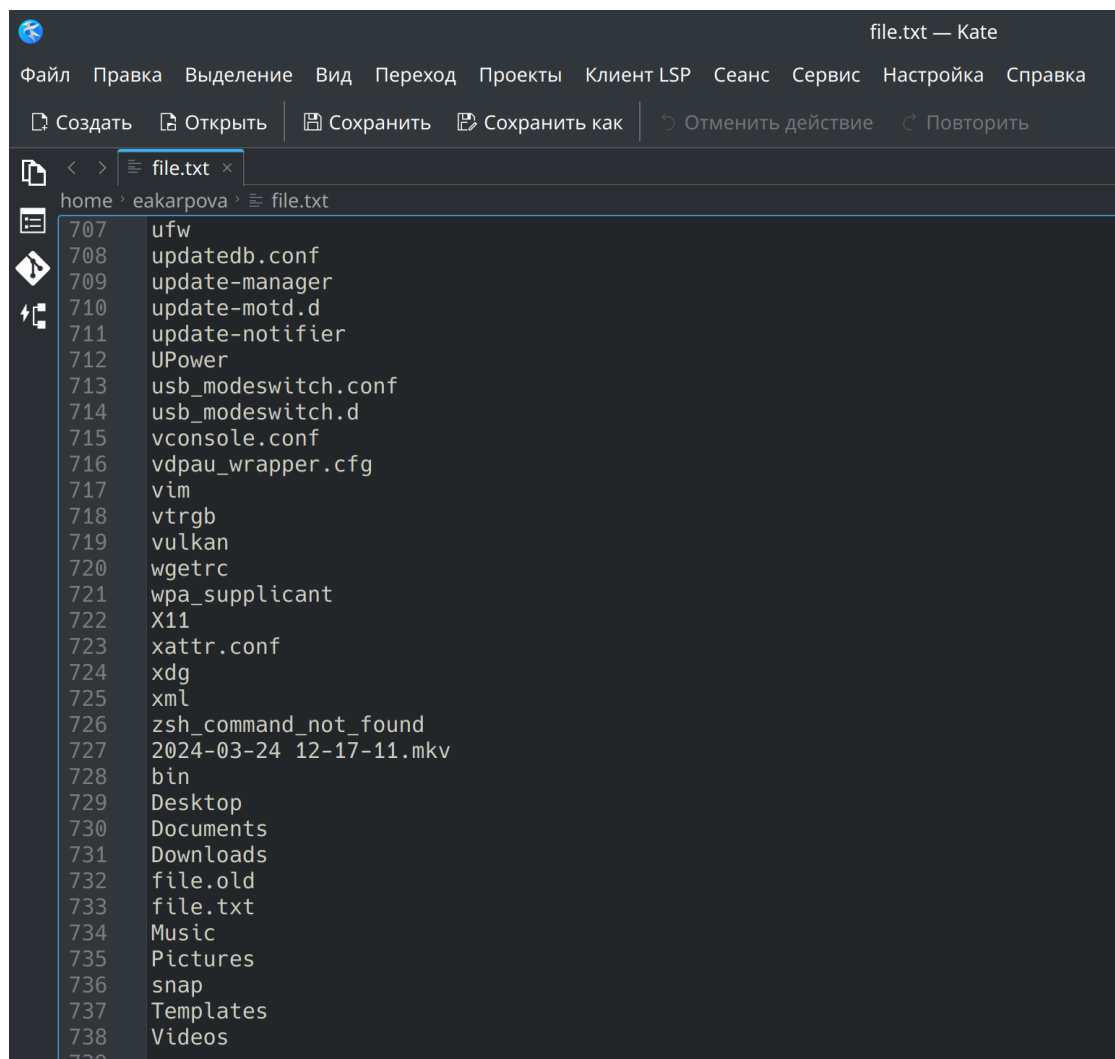 file.txt — Kate
Файл Правка Выделение Вид Переход Проекты Клиент LSP Сеанс Сервис Настройка Справка
Создать Открыть Сохранить Сохранить как Отменить действие Повторить
file.txt
home eakarpova file.txt
707 ufw
708 updatedb.conf
709 update-manager
710 update-motd.d
711 update-notifier
712 UPower
713 usb_modeswitch.conf
714 usb_modeswitch.d
715 vconsole.conf
716 vdpau_wrapper.cfg
717 vim
718 vtrgb
719 vulkan
720 wgetrc
721 wpa_supplicant
722 X11
723 xattr.conf
724 xdg
725 xml
726 zsh_command_not_found
727 2024-03-24 12-17-11.mkv
728 bin
729 Desktop
730 Documents
731 Downloads
732 file.old
733 file.txt
734 Music
735 Pictures
736 snap
737 Templates
738 Videos